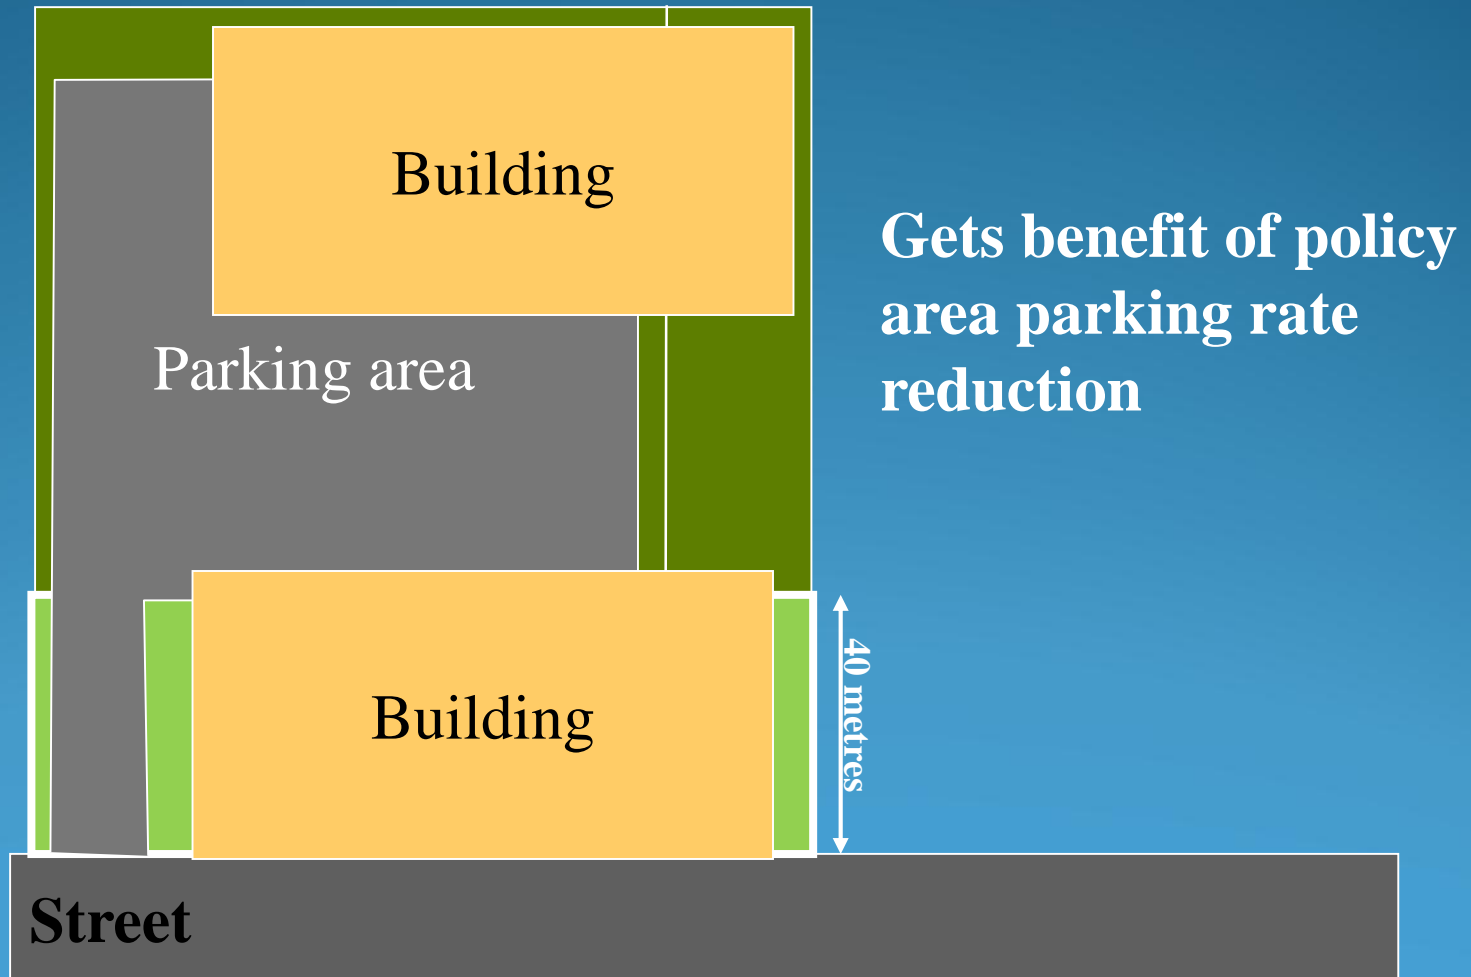 Building
Gets benefit of policy
area parking rate
reduction
Parking area
40 metres
Building
Street